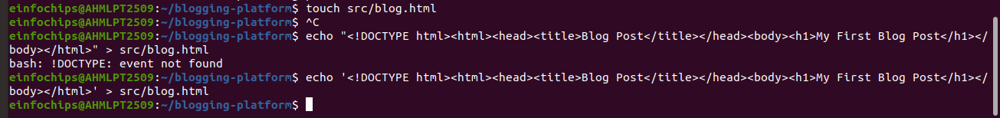 einfochips@AHMLPT2509:~/blogging-platform$ touch src/blog.html
einfochips@AHMLPT2509:~/blogging-platform$ ^C
einfochips@AHMLPT2509:~/blogging-platform$ echo "<!DOCTYPE html><html><head><title>Blog Post</title></head><body><h1>My First Blog Post</h1></
body></html>" > src/blog.html
bash: !DOCTYPE: event not found
einfochips@AHMLPT2509:~/blogging-platform$ echo '<!DOCTYPE html><html><head><title>Blog Post</title></head><body><h1>My First Blog Post</h1></
body></html>' > src/blog.html
einfochips@AHMLPT2509:~/blogging-platform$